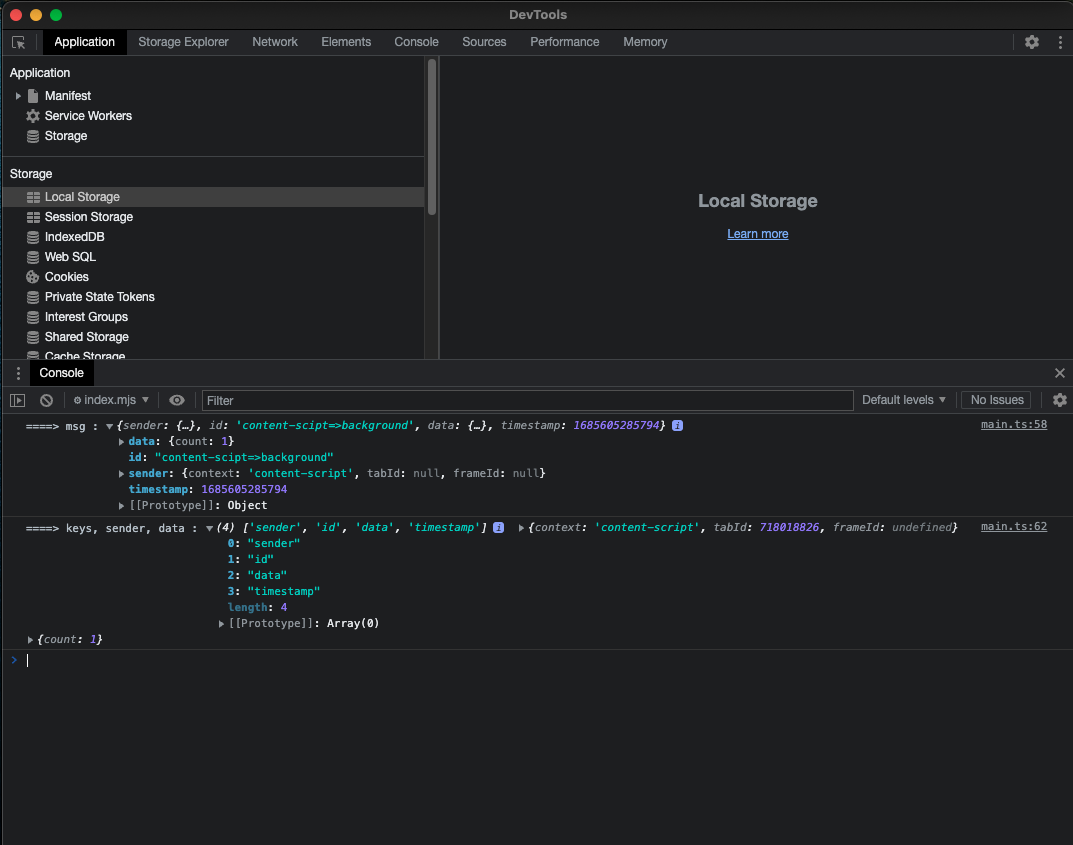 DevTools
Application Storage Explorer Network Elements Console Sources Performance Memory
Application
Manifest
Service Workers
Storage
Storage
Local Storage
Session Storage
IndexedDB
Web SQL
Cookies
Private State Tokens
Interest Groups
Shared Storage
Cache Storage
Local Storage
Learn more
Console
index.mjs Filter Default levels No Issues
====> msg : {sender: {…}, id: 'content-scipt=>background', data: {…}, timestamp: 1685605285794} i main.ts:58
data: {count: 1}
id: "content-scipt=>background"
sender: {context: 'content-script', tabId: null, frameId: null}
timestamp: 1685605285794
[[Prototype]]: Object
====> keys, sender, data : (4) ['sender', 'id', 'data', 'timestamp'] i {context: 'content-script', tabId: 718018826, frameId: undefined} main.ts:62
0: "sender"
1: "id"
2: "data"
3: "timestamp"
length: 4
[[Prototype]]: Array(0)
{count: 1}
>